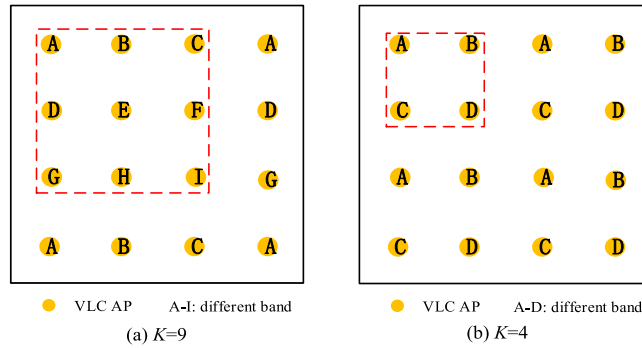 A B C A
D E F D
G H I G
A B C A
VLC AP A-I: different band
(a) K=9
A B A B
C D C D
A B A B
C D C D
VLC AP A-D: different band
(b) K=4